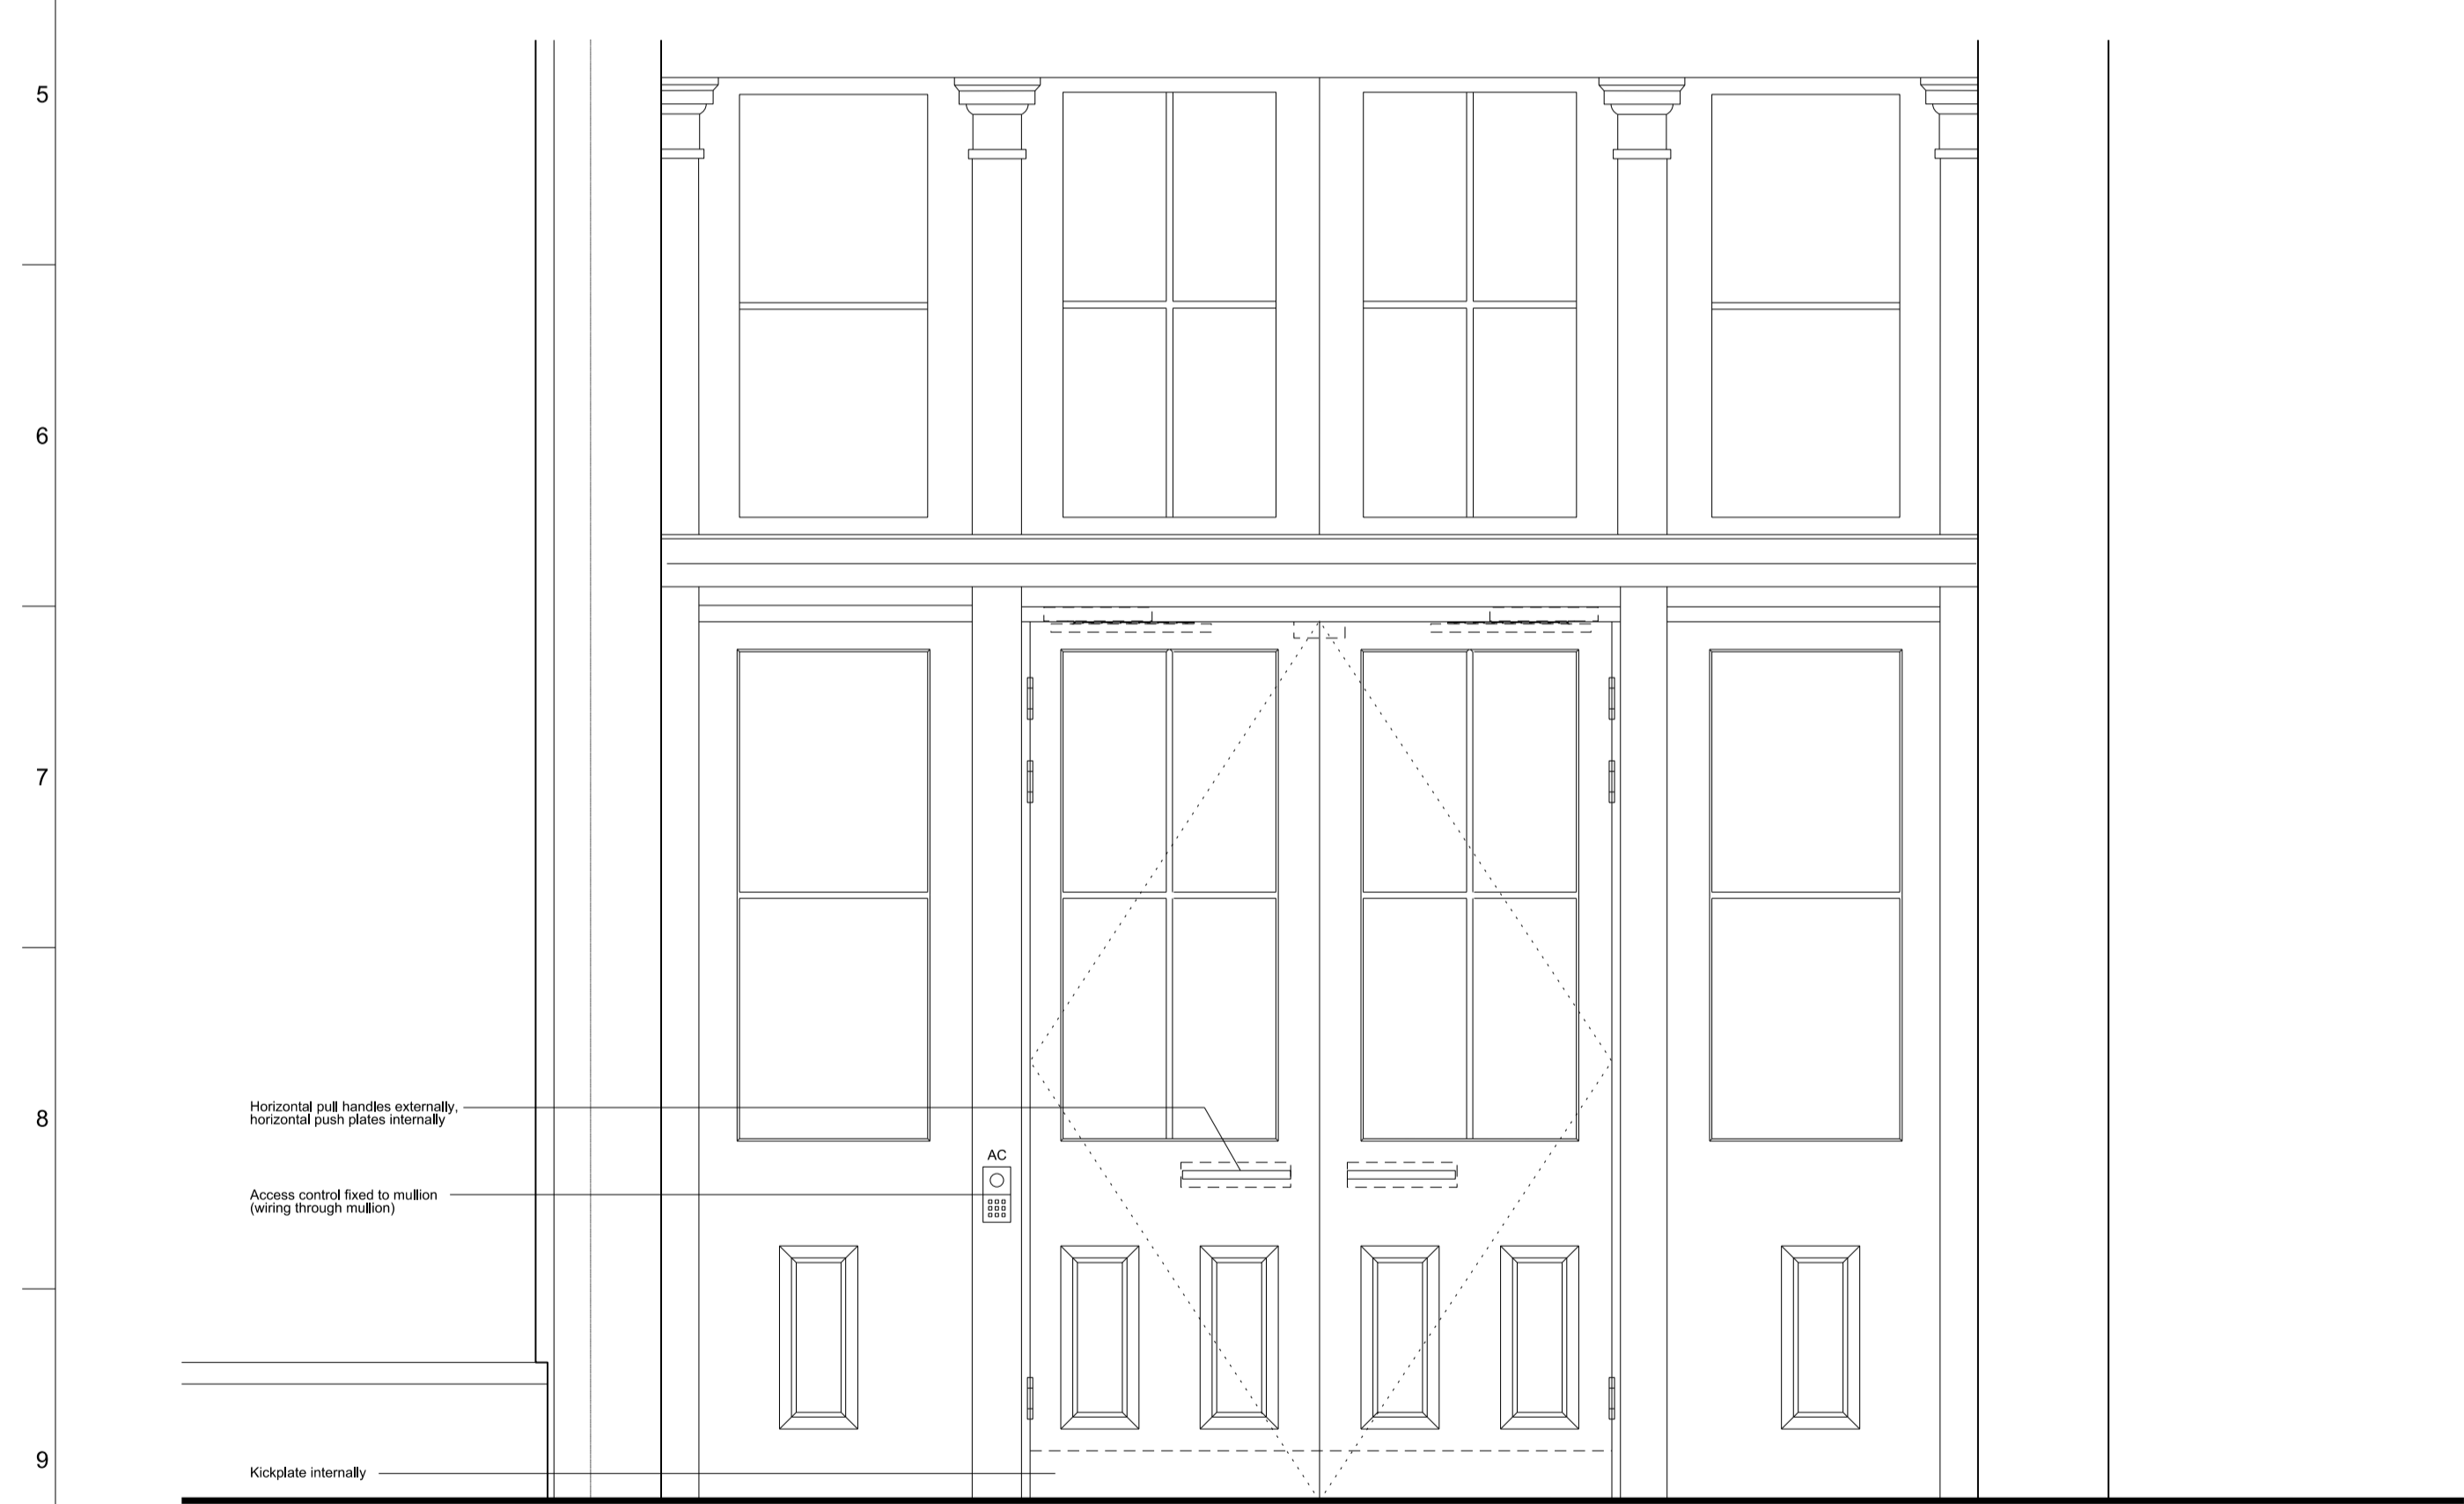 5
6
7
8
9
Horizontal pull handles externally,
horizontal push plates internally
AC
Access control fixed to mullion
(wiring through mullion)
Kickplate internally